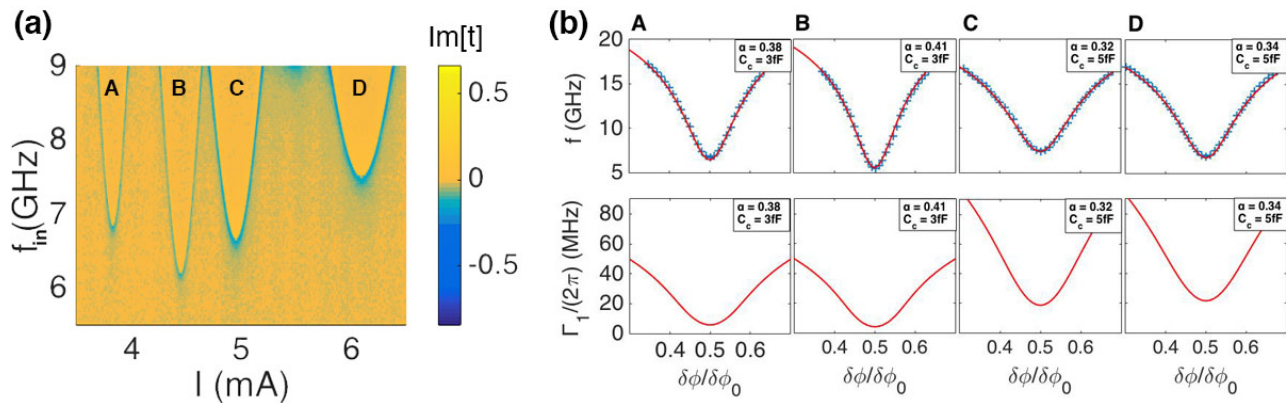 (a)
Im[t]
A
B
C
D
9
8
7
6
f_in(GHz)
4
5
6
I (mA)
0.5
0
-0.5
(b)
A
B
C
D
α = 0.38
C_c = 3fF
α = 0.41
C_c = 3fF
α = 0.32
C_c = 5fF
α = 0.34
C_c = 5fF
20
15
10
5
f (GHz)
α = 0.38
C_c = 3fF
α = 0.41
C_c = 3fF
α = 0.32
C_c = 5fF
α = 0.34
C_c = 5fF
80
60
40
20
0
Γ_1/(2π) (MHz)
0.4 0.5 0.6
0.4 0.5 0.6
0.4 0.5 0.6
0.4 0.5 0.6
δϕ/δϕ_0
δϕ/δϕ_0
δϕ/δϕ_0
δϕ/δϕ_0